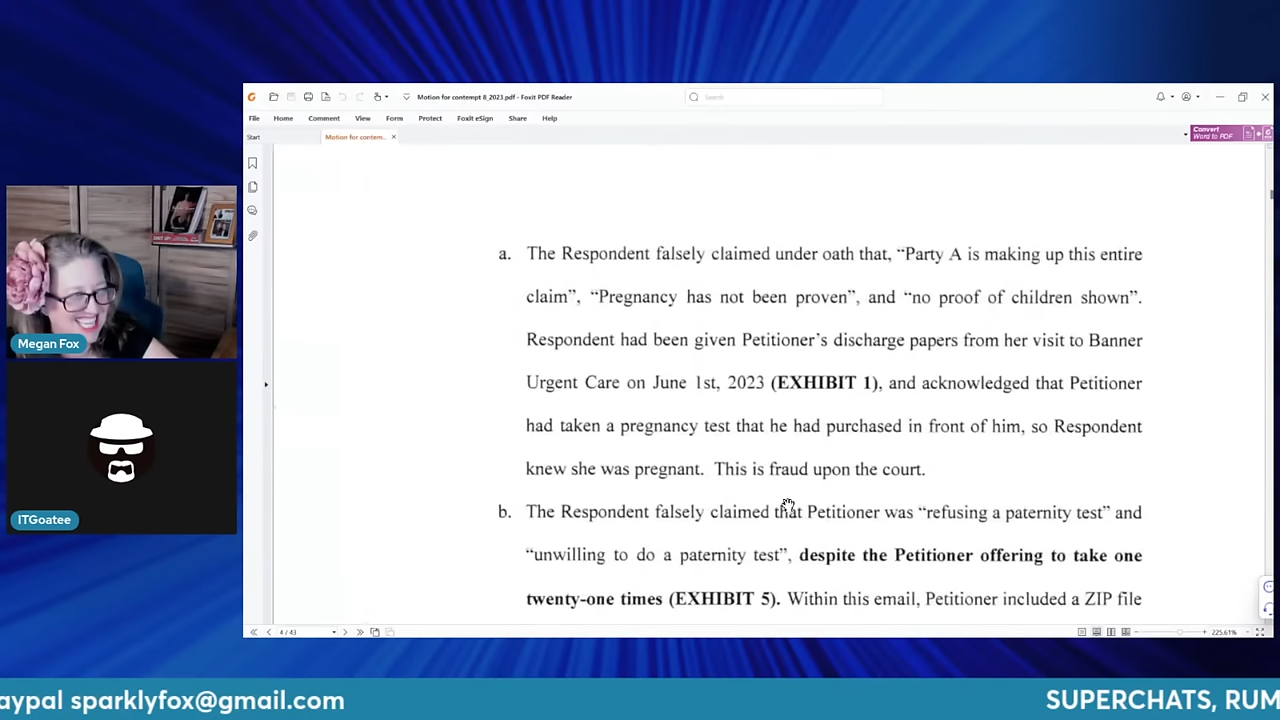 Motion for contempt 8_2023.pdf - Foxit PDF Reader
Search
File Home Comment View Form Protect Foxit eSign Share Help
Start
Motion for contem...
Convert
Word to PDF
a. The Respondent falsely claimed under oath that, “Party A is making up this entire
claim”, “Pregnancy has not been proven”, and “no proof of children shown”.
Respondent had been given Petitioner’s discharge papers from her visit to Banner
Urgent Care on June 1st, 2023 (EXHIBIT 1), and acknowledged that Petitioner
had taken a pregnancy test that he had purchased in front of him, so Respondent
knew she was pregnant. This is fraud upon the court.
b. The Respondent falsely claimed that Petitioner was “refusing a paternity test” and
“unwilling to do a paternity test”, despite the Petitioner offering to take one
twenty-one times (EXHIBIT 5). Within this email, Petitioner included a ZIP file
4 / 43
225.61%
Megan Fox
ITGoatee
aypal sparklyfox@gmail.com
SUPERCHATS, RUM